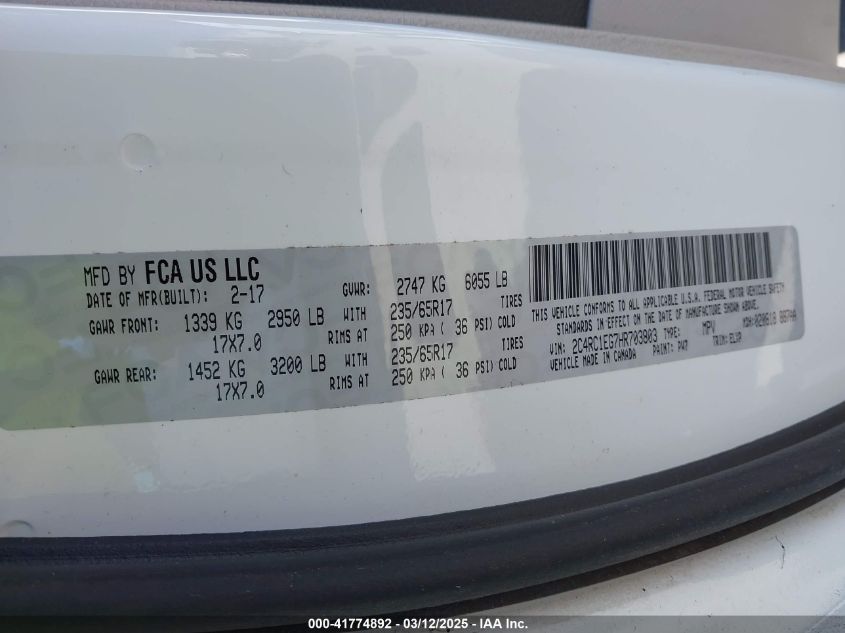 MFD BY FCA US LLC
DATE OF MFR(BUILT): 2-17 GVWR: 2747 KG 6055 LB
GAWR FRONT: 1339 KG 2950 LB WITH 235/65R17 TIRES
17X7.0 RIMS AT 250 KPA ( 36 PSI) COLD
GAWR REAR: 1452 KG 3200 LB WITH 235/65R17 TIRES
17X7.0 RIMS AT 250 KPA ( 36 PSI) COLD
THIS VEHICLE CONFORMS TO ALL APPLICABLE U.S.A. FEDERAL MOTOR VEHICLE SAFETY
STANDARDS IN EFFECT ON THE DATE OF MANUFACTURE SHOWN ABOVE.
VIN: 2C4RC1EG7HR703803 TYPE: MPV MDH:
VEHICLE MADE IN CANADA PAINT: PW7 TRIM:
000-41774892 - 03/12/2025 - IAA Inc.